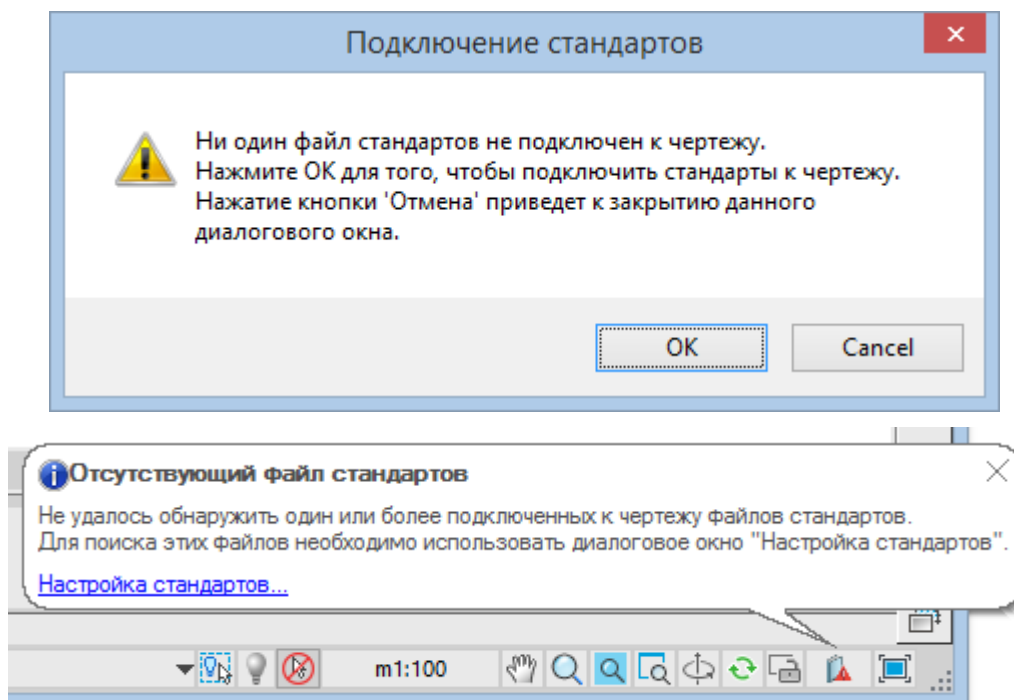 Подключение стандартов
Ни один файл стандартов не подключен к чертежу.
Нажмите ОК для того, чтобы подключить стандарты к чертежу.
Нажатие кнопки 'Отмена' приведет к закрытию данного
диалогового окна.
OK
Cancel
Отсутствующий файл стандартов
Не удалось обнаружить один или более подключенных к чертежу файлов стандартов.
Для поиска этих файлов необходимо использовать диалоговое окно "Настройка стандартов".
Настройка стандартов...
m1:100